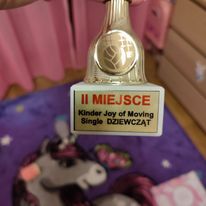 II MIEJSCE
Kinder Joy of Moving
Single DZIEWCZĄT